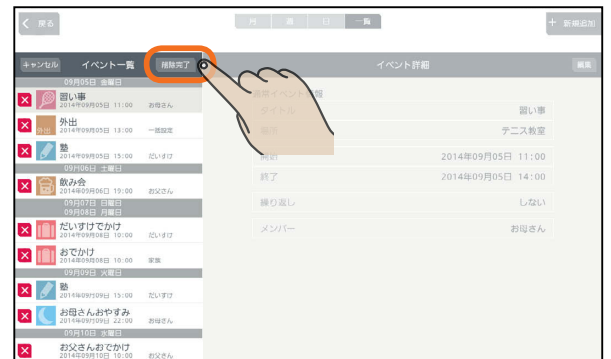 戻る
月 週 日 一覧
+ 新規追加
キャンセル イベント一覧 削除完了
イベント詳細 編集
09月05日 金曜日
習い事
2014年09月05日 11:00 お母さん
外出
外出
2014年09月05日 13:00 一括設定
塾
2014年09月05日 15:00 だいすけ
09月06日 土曜日
飲み会
2014年09月06日 19:00 お父さん
09月07日 日曜日
09月08日 月曜日
だいすけでかけ
2014年09月08日 10:00 だいすけ
おでかけ
2014年09月08日 10:00 家族
09月09日 火曜日
塾
2014年09月09日 15:00 だいすけ
お母さんおやすみ
2014年09月09日 22:00 お母さん
09月10日 水曜日
お父さんおでかけ
2014年09月10日 10:00 お父さん
イベント情報
タイトル 習い事
テニス教室
開始 2014年09月05日 11:00
終了 2014年09月05日 14:00
繰り返し しない
メンバー お母さん